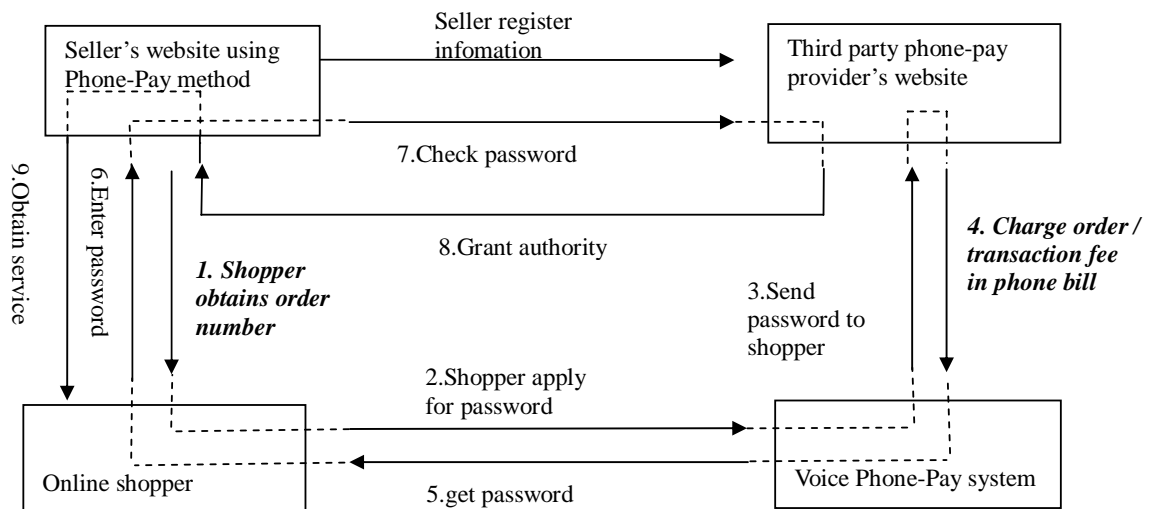 Seller register
infomation
Seller’s website using
Phone-Pay method
Third party phone-pay
provider’s website
7.Check password
8.Grant authority
9.Obtain service
6.Enter password
1. Shopper
obtains order
number
4. Charge order /
transaction fee
in phone bill
3.Send
password to
shopper
2.Shopper apply
for password
Online shopper
5.get password
Voice Phone-Pay system